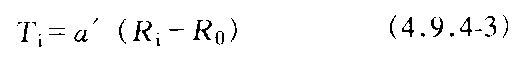 Tᵢ = a′ (Rᵢ − R₀) (4.9.4-3)